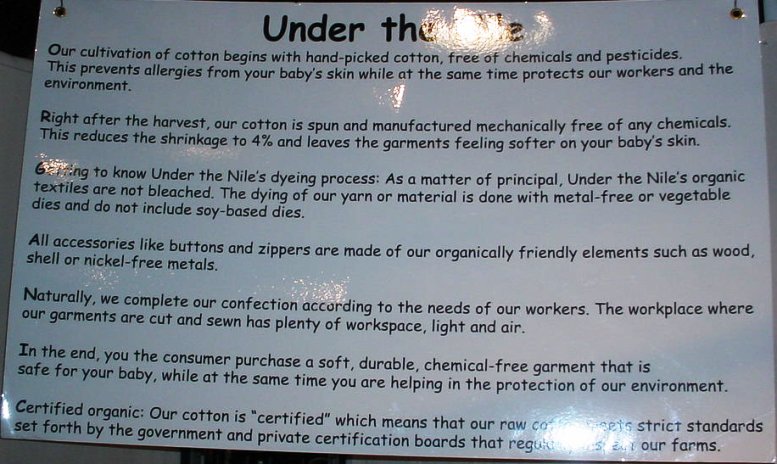 Under the Nile
Our cultivation of cotton begins with hand-picked cotton, free of chemicals and pesticides.
This prevents allergies from your baby's skin while at the same time protects our workers and the
environment.
Right after the harvest, our cotton is spun and manufactured mechanically free of any chemicals.
This reduces the shrinkage to 4% and leaves the garments feeling softer on your baby's skin.
Getting to know Under the Nile's dyeing process: As a matter of principal, Under the Nile's organic
textiles are not bleached. The dying of our yarn or material is done with metal-free or vegetable
dies and do not include soy-based dies.
All accessories like buttons and zippers are made of our organically friendly elements such as wood,
shell or nickel-free metals.
Naturally, we complete our confection according to the needs of our workers. The workplace where
our garments are cut and sewn has plenty of workspace, light and air.
In the end, you the consumer purchase a soft, durable, chemical-free garment that is
safe for your baby, while at the same time you are helping in the protection of our environment.
Certified organic: Our cotton is "certified" which means that our raw cotton meets strict standards
set forth by the government and private certification boards that our farms.